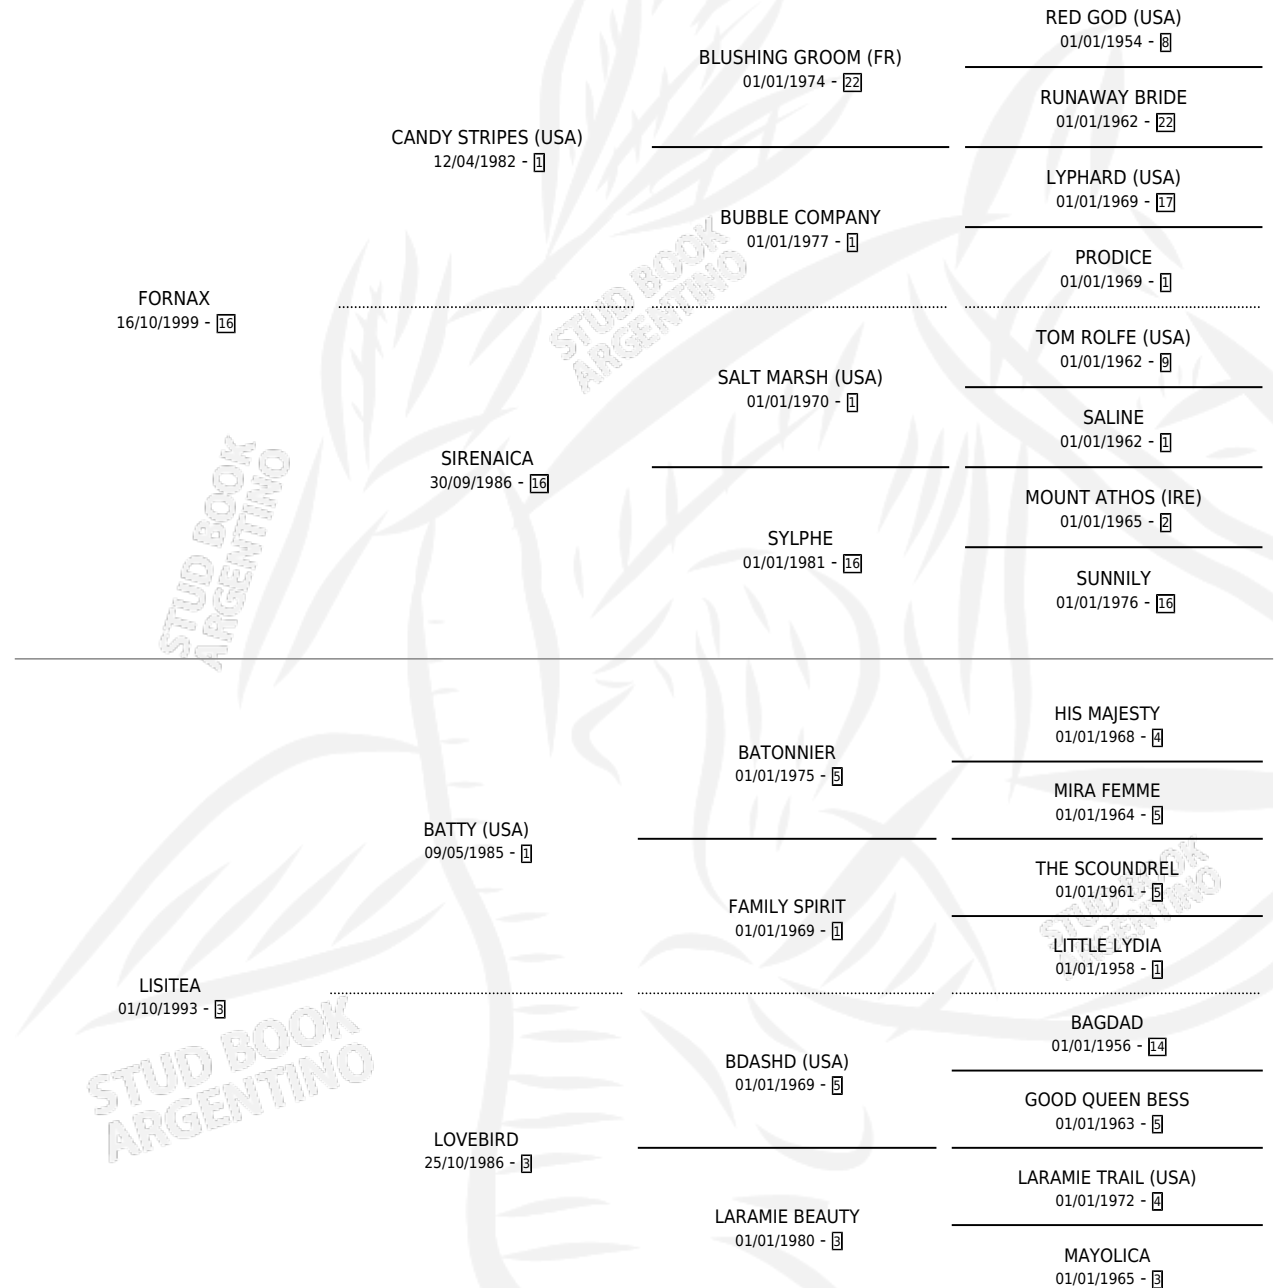 RED GOD (USA)
01/01/1954 - 8
BLUSHING GROOM (FR)
01/01/1974 - 22
RUNAWAY BRIDE
01/01/1962 - 22
CANDY STRIPES (USA)
12/04/1982 - 1
LYPHARD (USA)
01/01/1969 - 17
BUBBLE COMPANY
01/01/1977 - 1
PRODICE
01/01/1969 - 1
STUD BOOK
ARGENTINO
FORNAX
16/10/1999 - 16
TOM ROLFE (USA)
01/01/1962 - 9
SALT MARSH (USA)
01/01/1970 - 1
SALINE
01/01/1962 - 1
SIRENAICA
30/09/1986 - 16
MOUNT ATHOS (IRE)
01/01/1965 - 2
SYLPHE
01/01/1981 - 16
SUNNILY
01/01/1976 - 16
STUD BOOK
ARGENTINO
HIS MAJESTY
01/01/1968 - 4
BATONNIER
01/01/1975 - 5
MIRA FEMME
01/01/1964 - 5
BATTY (USA)
09/05/1985 - 1
THE SCOUNDREL
01/01/1961 - 5
FAMILY SPIRIT
01/01/1969 - 1
STUD BOOK
ARGENTINO
LITTLE LYDIA
01/01/1958 - 1
LISITEA
01/10/1993 - 3
BAGDAD
01/01/1956 - 14
BDASHD (USA)
01/01/1969 - 5
GOOD QUEEN BESS
01/01/1963 - 5
STUD BOOK
ARGENTINO
LOVEBIRD
25/10/1986 - 3
LARAMIE TRAIL (USA)
01/01/1972 - 4
LARAMIE BEAUTY
01/01/1980 - 3
MAYOLICA
01/01/1965 - 3